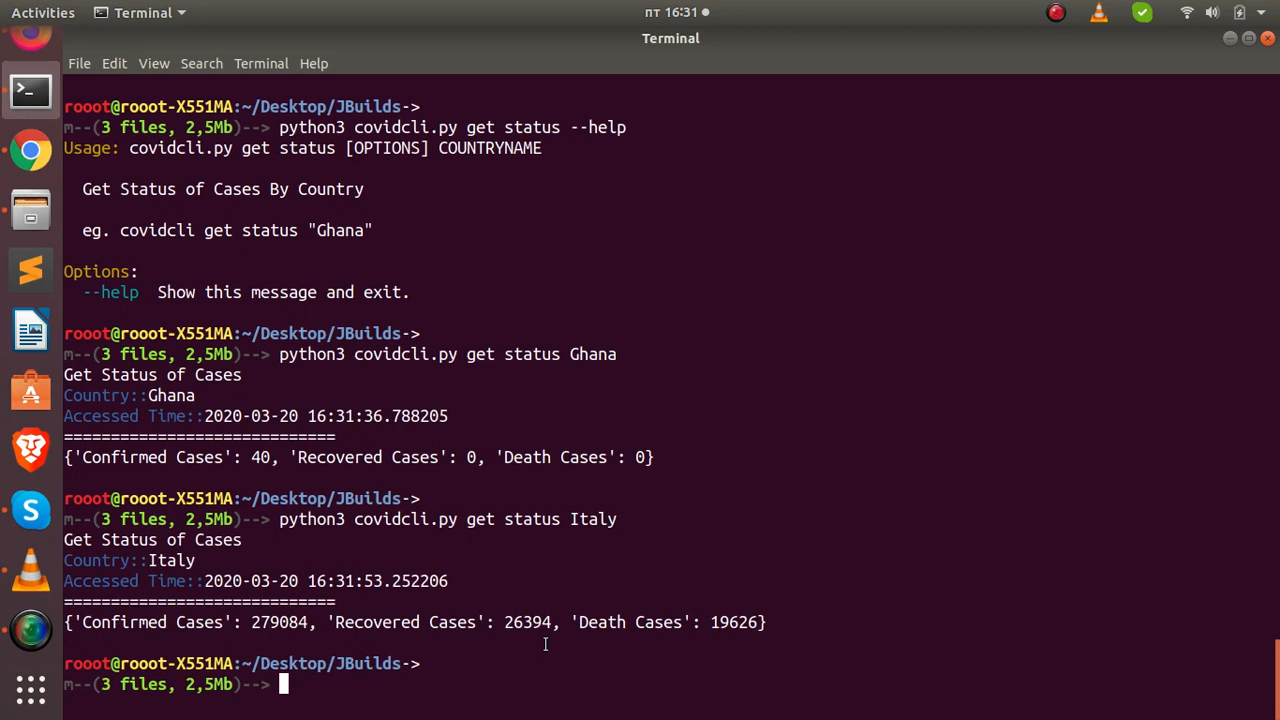 Activities
Terminal
пт 16:31
Terminal
File Edit View Search Terminal Help
rooot@rooot-X551MA:~/Desktop/JBuilds->
m--(3 files, 2,5Mb)--> python3 covidcli.py get status --help
Usage: covidcli.py get status [OPTIONS] COUNTRYNAME
Get Status of Cases By Country
eg. covidcli get status "Ghana"
Options:
--help  Show this message and exit.
rooot@rooot-X551MA:~/Desktop/JBuilds->
m--(3 files, 2,5Mb)--> python3 covidcli.py get status Ghana
Get Status of Cases
Country::Ghana
Accessed Time::2020-03-20 16:31:36.788205
=============================
{'Confirmed Cases': 40, 'Recovered Cases': 0, 'Death Cases': 0}
rooot@rooot-X551MA:~/Desktop/JBuilds->
m--(3 files, 2,5Mb)--> python3 covidcli.py get status Italy
Get Status of Cases
Country::Italy
Accessed Time::2020-03-20 16:31:53.252206
=============================
{'Confirmed Cases': 279084, 'Recovered Cases': 26394, 'Death Cases': 19626}
rooot@rooot-X551MA:~/Desktop/JBuilds->
m--(3 files, 2,5Mb)-->